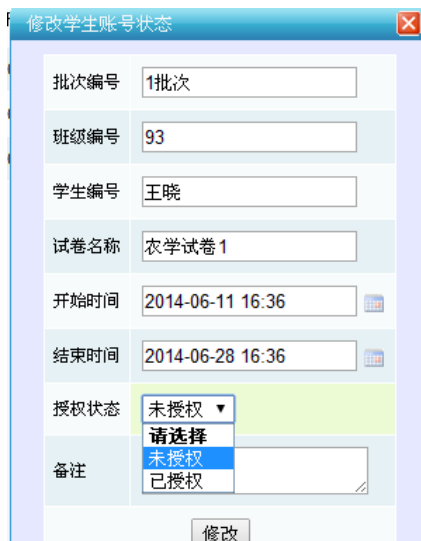 修改学生账号状态
批次编号 1批次
班级编号 93
学生编号 王晓
试卷名称 农学试卷1
开始时间 2014-06-11 16:36
结束时间 2014-06-28 16:36
授权状态 未授权
请选择
未授权
已授权
备注
修改